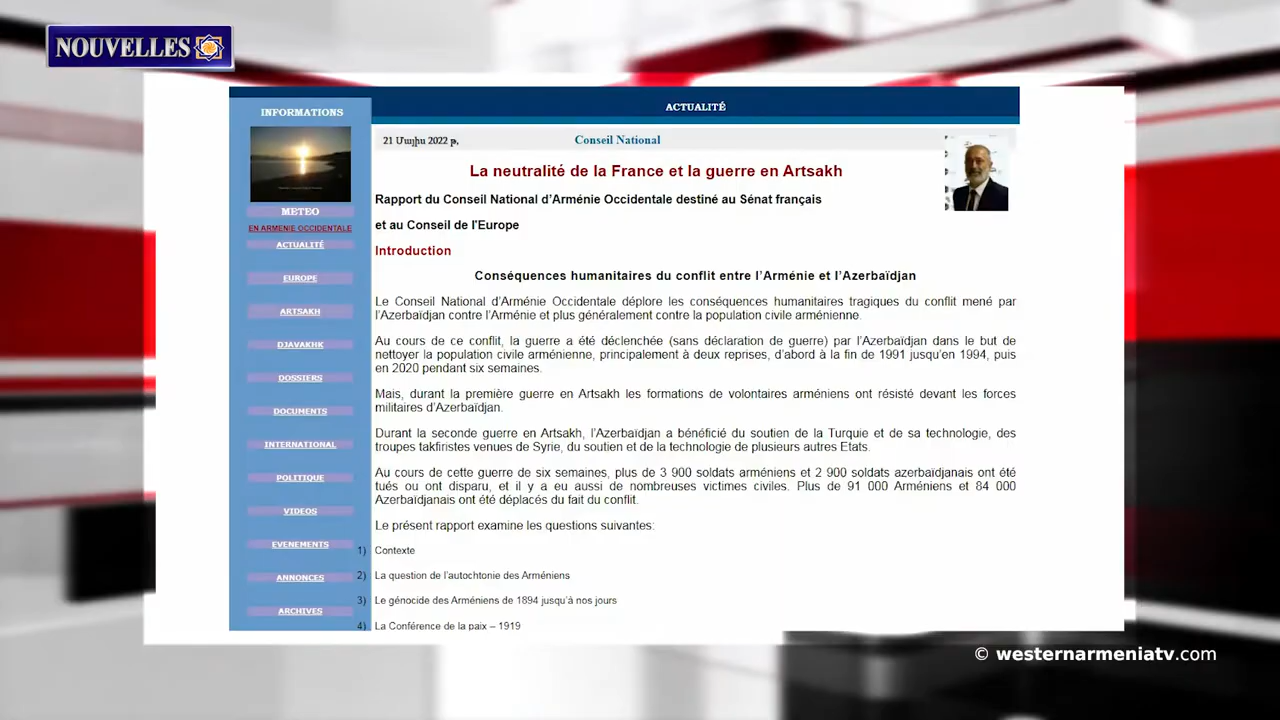 NOUVELLES
ACTUALITÉ
INFORMATIONS
METEO
EN ARMENIE OCCIDENTALE
ACTUALITÉ
EUROPE
ARTSAKH
DJAVAKHK
DOSSIERS
DOCUMENTS
INTERNATIONAL
POLITIQUE
VIDEOS
EVENEMENTS
ANNONCES
ARCHIVES
21 Մայիս 2022 թ,
Conseil National
La neutralité de la France et la guerre en Artsakh
Rapport du Conseil National d’Arménie Occidentale destiné au Sénat français
et au Conseil de l'Europe
Introduction
Conséquences humanitaires du conflit entre l’Arménie et l’Azerbaïdjan
Le Conseil National d’Arménie Occidentale déplore les conséquences humanitaires tragiques du conflit mené par
l’Azerbaïdjan contre l’Arménie et plus généralement contre la population civile arménienne.
Au cours de ce conflit, la guerre a été déclenchée (sans déclaration de guerre) par l’Azerbaïdjan dans le but de
nettoyer la population civile arménienne, principalement à deux reprises, d’abord à la fin de 1991 jusqu’en 1994, puis
en 2020 pendant six semaines.
Mais, durant la première guerre en Artsakh les formations de volontaires arméniens ont résisté devant les forces
militaires d’Azerbaïdjan.
Durant la seconde guerre en Artsakh, l’Azerbaïdjan a bénéficié du soutien de la Turquie et de sa technologie, des
troupes takfiristes venues de Syrie, du soutien et de la technologie de plusieurs autres Etats.
Au cours de cette guerre de six semaines, plus de 3 900 soldats arméniens et 2 900 soldats azerbaïdjanais ont été
tués ou ont disparu, et il y a eu aussi de nombreuses victimes civiles. Plus de 91 000 Arméniens et 84 000
Azerbaïdjanais ont été déplacés du fait du conflit.
Le présent rapport examine les questions suivantes:
1) Contexte
2) La question de l’autochtonie des Arméniens
3) Le génocide des Arméniens de 1894 jusqu’à nos jours
4) La Conférence de la paix – 1919
© westernarmeniatv.com